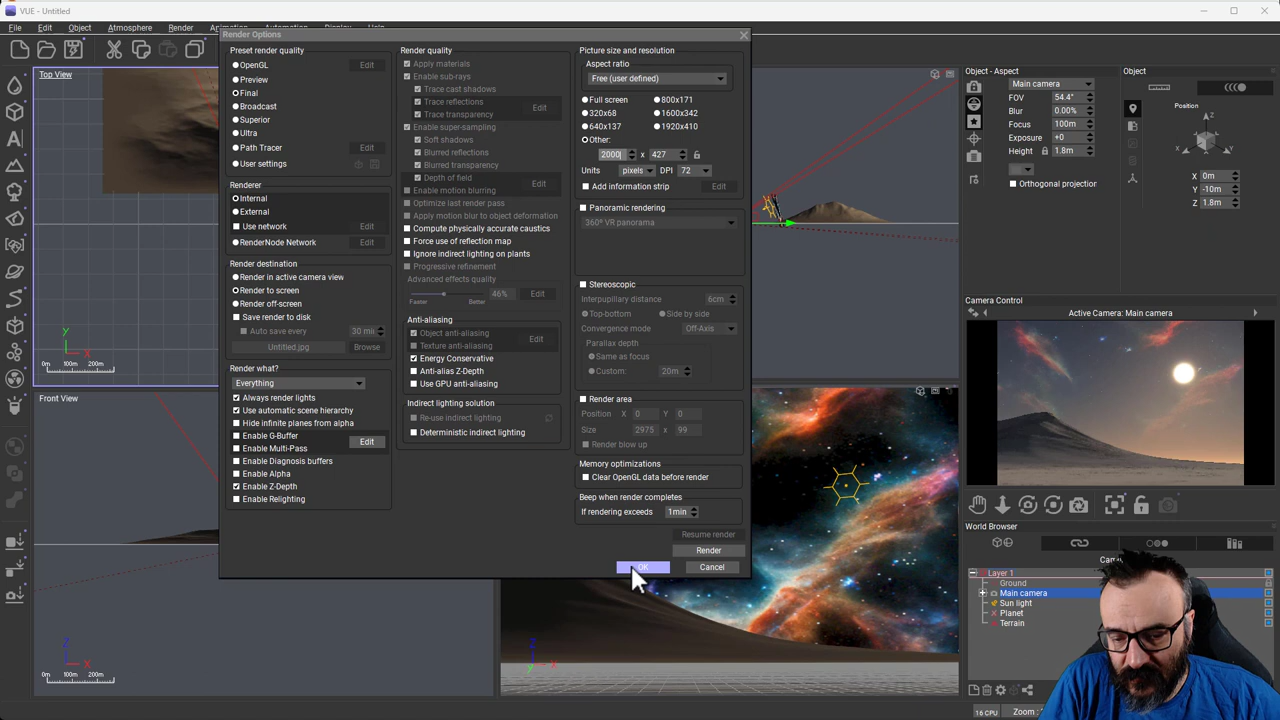 VUE - Untitled
File Edit Object Atmosphere Render Animation
Render Options
Top View
Preset render quality
OpenGL Edit
Preview
Final
Broadcast
Superior
Ultra
Path Tracer Edit
User settings
Renderer
Internal
External
Use network Edit
RenderNode Network Edit
Render destination
Render in active camera view
Render to screen
Render off-screen
Save render to disk
Auto save every 30 min
Untitled.jpg Browse
Render what?
Everything
Always render lights
Use automatic scene hierarchy
Hide infinite planes from alpha
Enable G-Buffer
Enable Multi-Pass Edit
Enable Diagnosis buffers
Enable Alpha
Enable Z-Depth
Enable Relighting
Render quality
Apply materials
Enable sub-rays
Trace cast shadows
Trace reflections Edit
Trace transparency
Enable super-sampling
Soft shadows
Blurred reflections
Blurred transparency
Depth of field Edit
Enable motion blurring
Optimize last render pass
Apply motion blur to object deformation
Compute physically accurate caustics
Force use of reflection map
Ignore indirect lighting on plants
Progressive refinement
Advanced effects quality
46% Edit
Faster Better
Anti-aliasing
Object anti-aliasing Edit
Texture anti-aliasing
Energy Conservative
Anti-alias Z-Depth
Use GPU anti-aliasing
Indirect lighting solution
Re-use indirect lighting
Deterministic indirect lighting
Picture size and resolution
Aspect ratio
Free (user defined)
Full screen 800x171
320x68 1600x342
640x137 1920x410
Other:
2000 x 427
Units pixels DPI 72
Add information strip Edit
Panoramic rendering
360º VR panorama
Stereoscopic
Interpupillary distance 6cm
Top-bottom Side by side
Convergence mode Off-Axis
Parallax depth
Same as focus
Custom: 20m
Render area
Position X 0 Y 0
Size 2975 x 99
Render blow up
Memory optimizations
Clear OpenGL data before render
Beep when render completes
If rendering exceeds 1min
Resume render
Render
OK Cancel
Object - Aspect
Main camera
FOV 54.4°
Blur 0.00%
Focus 100m
Exposure +0
Height 1.8m
Orthogonal projection
Object
Position
X 0m
Y -10m
Z 1.8m
Camera Control
Active Camera: Main camera
World Browser
Layer 1
Ground
Main camera
Sun light
Planet
Terrain
16 CPU Zoom :
Y
X
0m 100m 200m
Front View
Z
X
0m 100m 200m
Z
Y
X